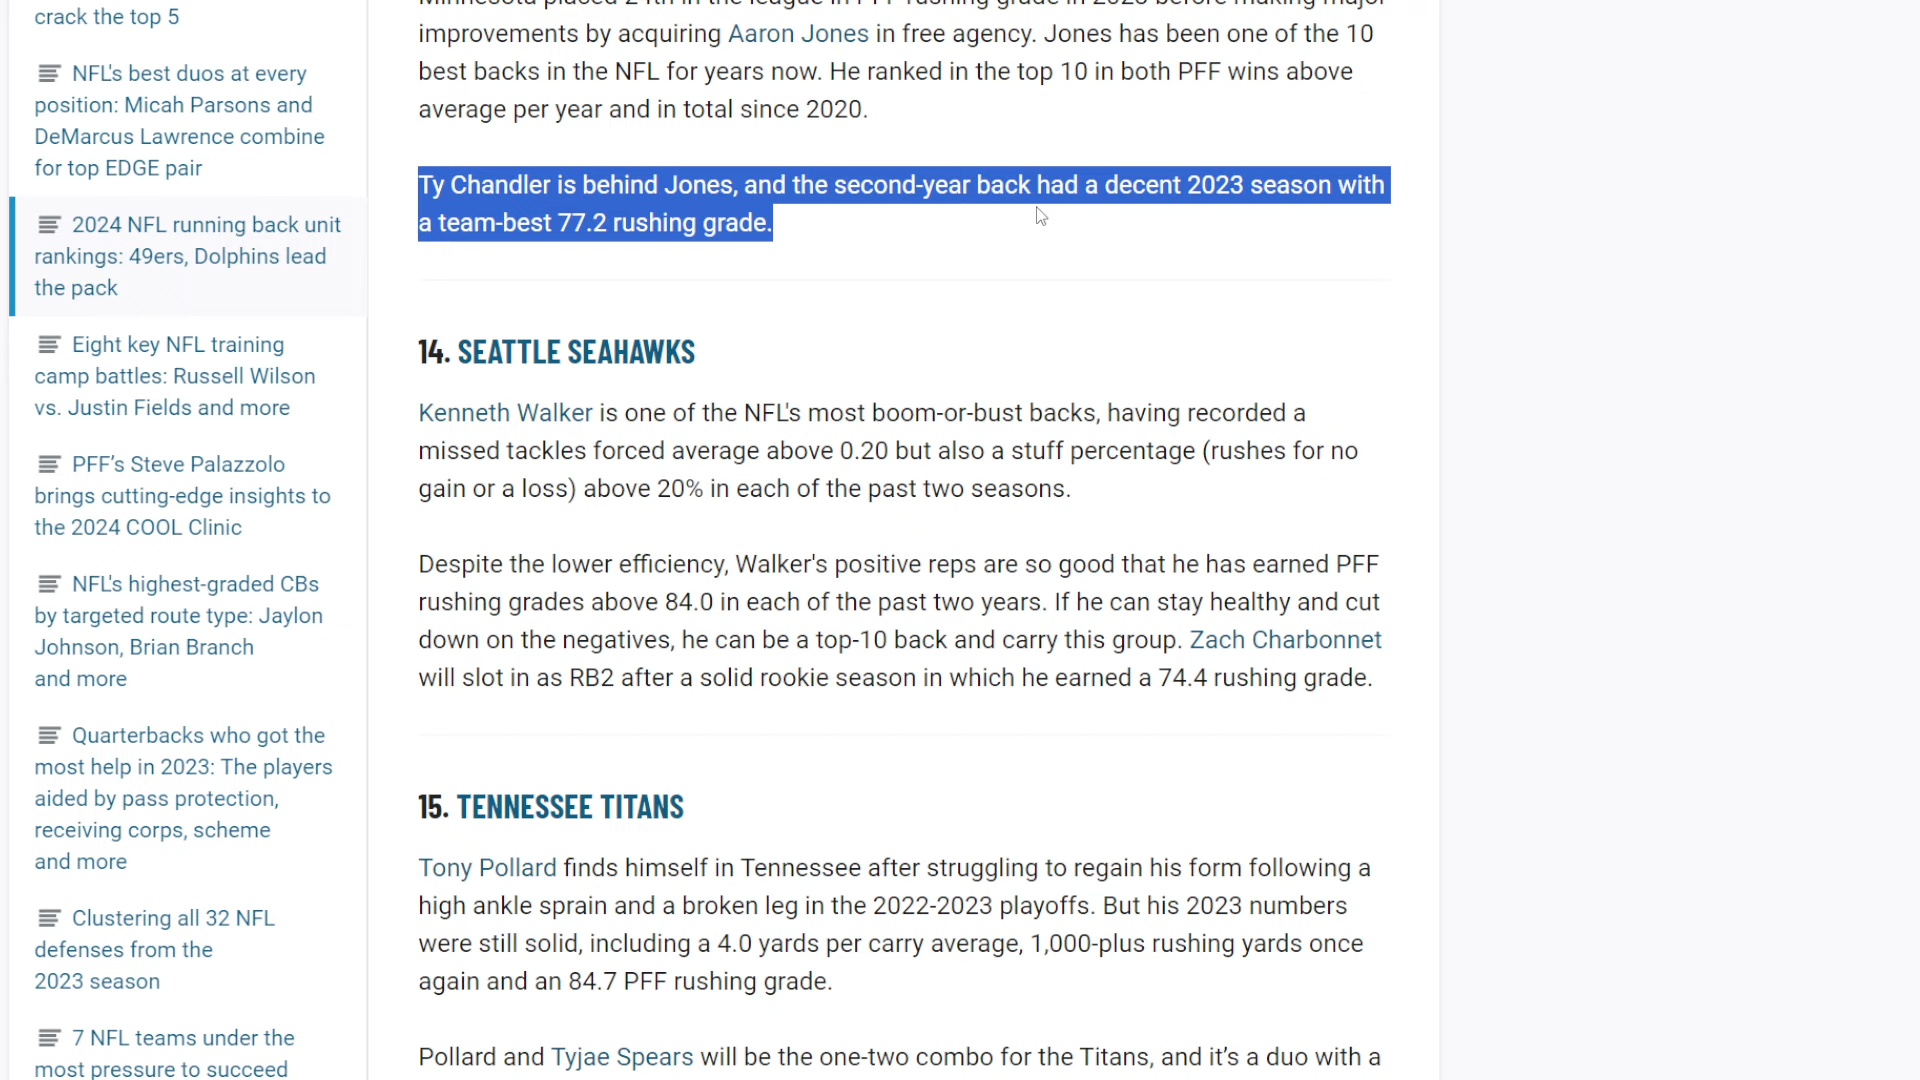 crack the top 5
NFL's best duos at every
position: Micah Parsons and
DeMarcus Lawrence combine
for top EDGE pair
2024 NFL running back unit
rankings: 49ers, Dolphins lead
the pack
Eight key NFL training
camp battles: Russell Wilson
vs. Justin Fields and more
PFF’s Steve Palazzolo
brings cutting-edge insights to
the 2024 COOL Clinic
NFL's highest-graded CBs
by targeted route type: Jaylon
Johnson, Brian Branch
and more
Quarterbacks who got the
most help in 2023: The players
aided by pass protection,
receiving corps, scheme
and more
Clustering all 32 NFL
defenses from the
2023 season
7 NFL teams under the
most pressure to succeed
Minnesota placed 24th in the league in PFF rushing grade in 2023 before making major
improvements by acquiring Aaron Jones in free agency. Jones has been one of the 10
best backs in the NFL for years now. He ranked in the top 10 in both PFF wins above
average per year and in total since 2020.
Ty Chandler is behind Jones, and the second-year back had a decent 2023 season with
a team-best 77.2 rushing grade.
14. SEATTLE SEAHAWKS
Kenneth Walker is one of the NFL's most boom-or-bust backs, having recorded a
missed tackles forced average above 0.20 but also a stuff percentage (rushes for no
gain or a loss) above 20% in each of the past two seasons.
Despite the lower efficiency, Walker's positive reps are so good that he has earned PFF
rushing grades above 84.0 in each of the past two years. If he can stay healthy and cut
down on the negatives, he can be a top-10 back and carry this group. Zach Charbonnet
will slot in as RB2 after a solid rookie season in which he earned a 74.4 rushing grade.
15. TENNESSEE TITANS
Tony Pollard finds himself in Tennessee after struggling to regain his form following a
high ankle sprain and a broken leg in the 2022-2023 playoffs. But his 2023 numbers
were still solid, including a 4.0 yards per carry average, 1,000-plus rushing yards once
again and an 84.7 PFF rushing grade.
Pollard and Tyjae Spears will be the one-two combo for the Titans, and it’s a duo with a